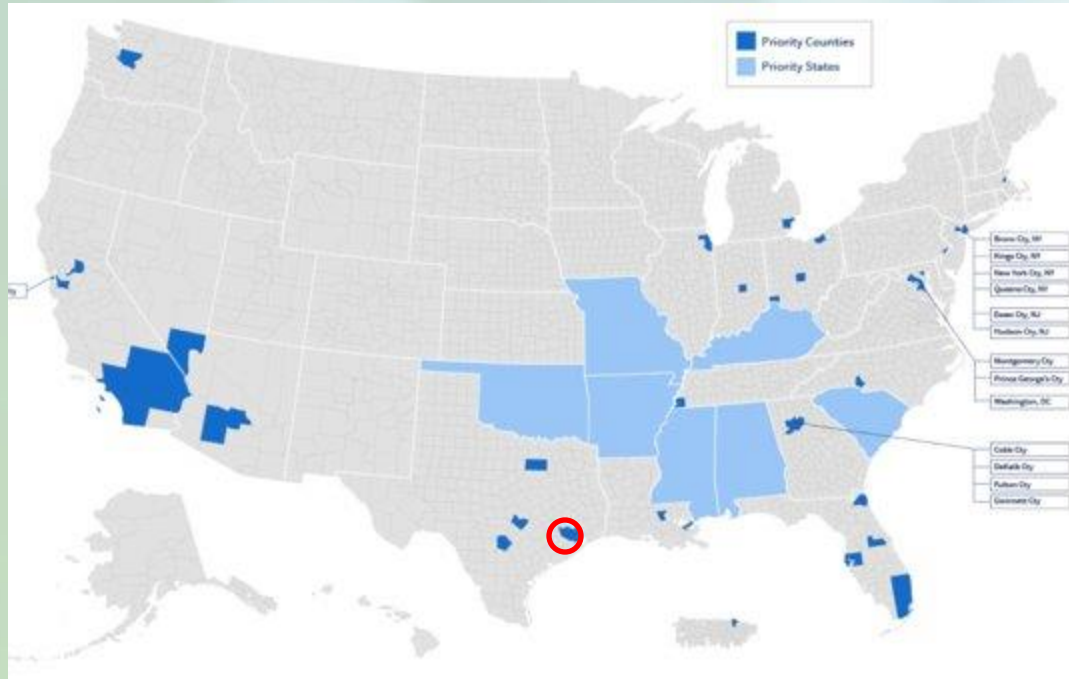 Priority Counties
Priority States
Bronx Cty, NY
Kings Cty, NY
New York Cty, NY
Queens Cty, NY
Essex Cty, NJ
Hudson Cty, NJ
Montgomery Cty
Prince George's Cty
Washington, DC
Cobb Cty
DeKalb Cty
Fulton Cty
Gwinnett Cty